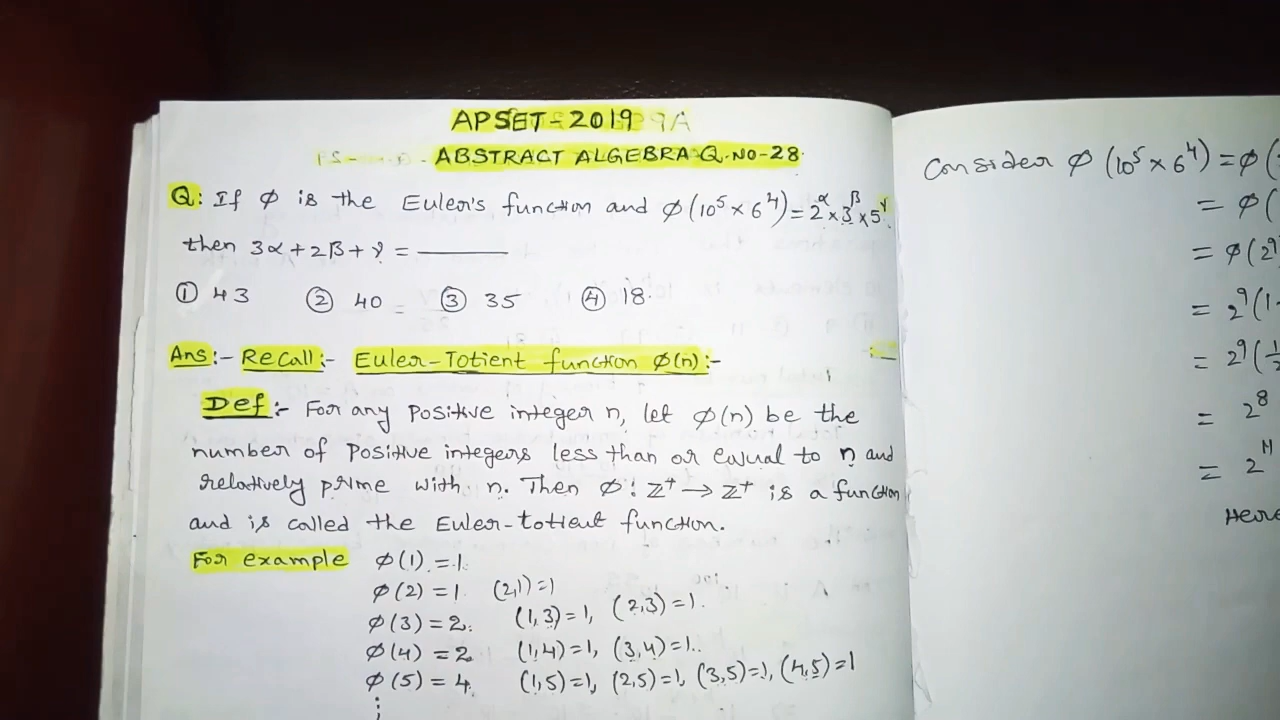 APSET-2019
ABSTRACT ALGEBRA Q.NO-28
Q: If ϕ is the Euler's function and ϕ(10⁵×6⁴)=2^α×3^β×5^γ
then 3α+2β+γ =
① 43 ② 40 ③ 35 ④ 18.
Ans:- Recall:- Euler-Totient function ϕ(n):-
Def:- For any positive integer n, let ϕ(n) be the
number of positive integers less than or equal to n and
relatively prime with n. Then ϕ: Z⁺→Z⁺ is a function
and is called the Euler-totient function.
For example ϕ(1) =1.
ϕ(2) =1 (2,1)=1
ϕ(3) =2. (1,3)=1, (2,3)=1.
ϕ(4) =2 (1,4)=1, (3,4)=1..
ϕ(5) =4. (1,5)=1, (2,5)=1, (3,5)=1, (4,5)=1
Consider ϕ(10⁵×6⁴)=ϕ(
= ϕ(
= ϕ(2⁹
= 2⁹(1-
= 2⁹(1/2
= 2⁸
= 2
Here